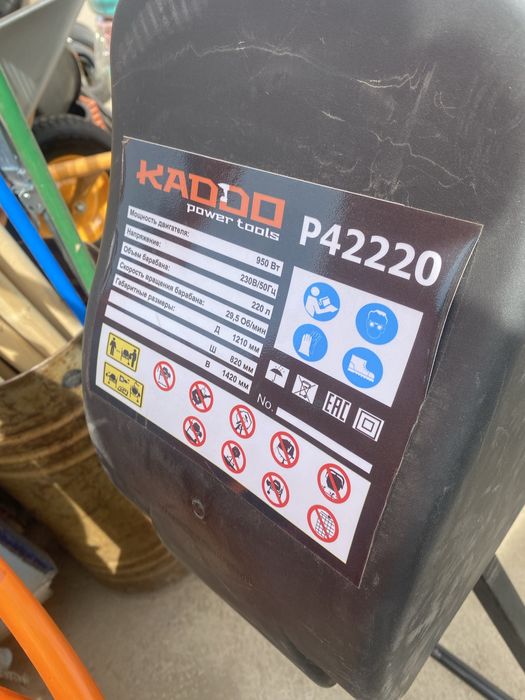 KADDO
power tools
P42220
Мощность двигателя: 950 Вт
Напряжение: 230В/50Гц
Объем барабана: 220 л
Скорость вращения барабана: 29,5 Об/мин
Габаритные размеры: Д 1210 мм
Ш 820 мм
В 1420 мм
No.
EAC